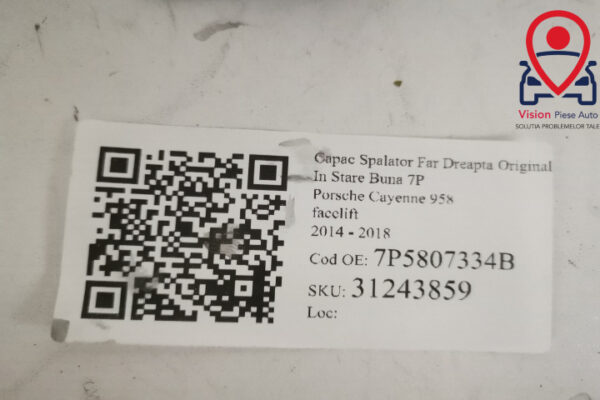 Vision Piese Auto
SOLUTIA PROBLEMELOR TALE
Capac Spalator Far Dreapta Original
In Stare Buna 7P
Porsche Cayenne 958
facelift
2014 - 2018
Cod OE: 7P5807334B
SKU: 31243859
Loc: